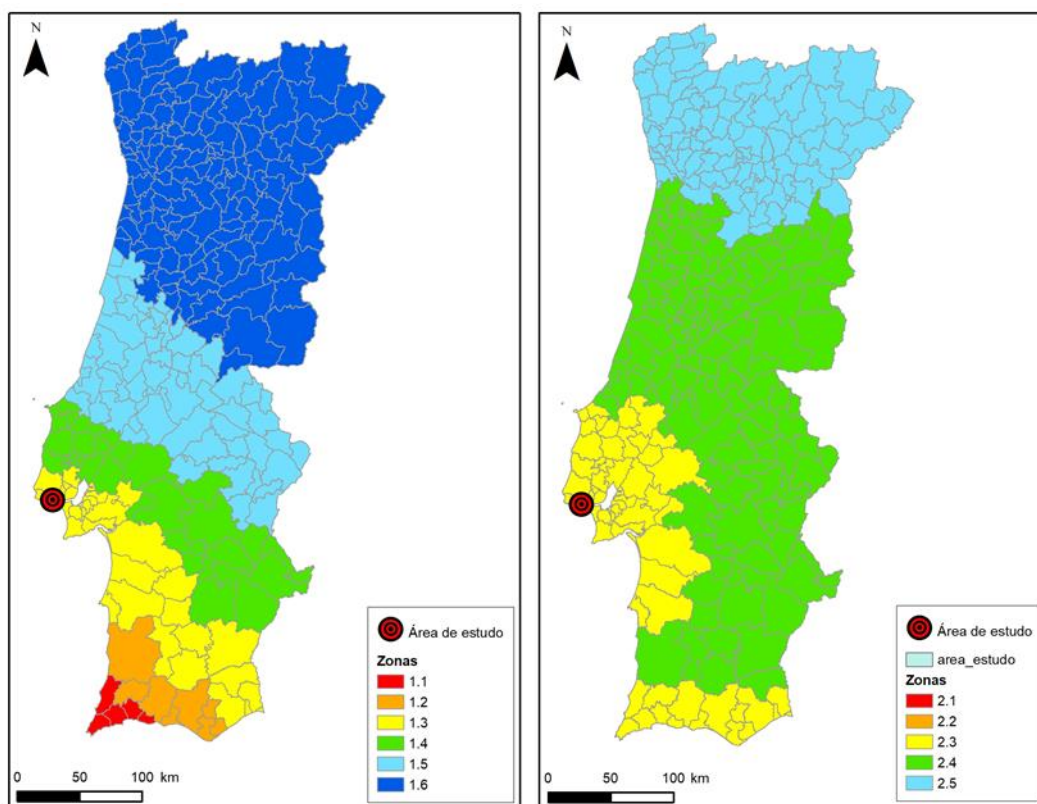 N
Área de estudo
Zonas
1.1
1.2
1.3
1.4
1.5
1.6
0 50 100 km
N
Área de estudo
area_estudo
Zonas
2.1
2.2
2.3
2.4
2.5
0 50 100 km